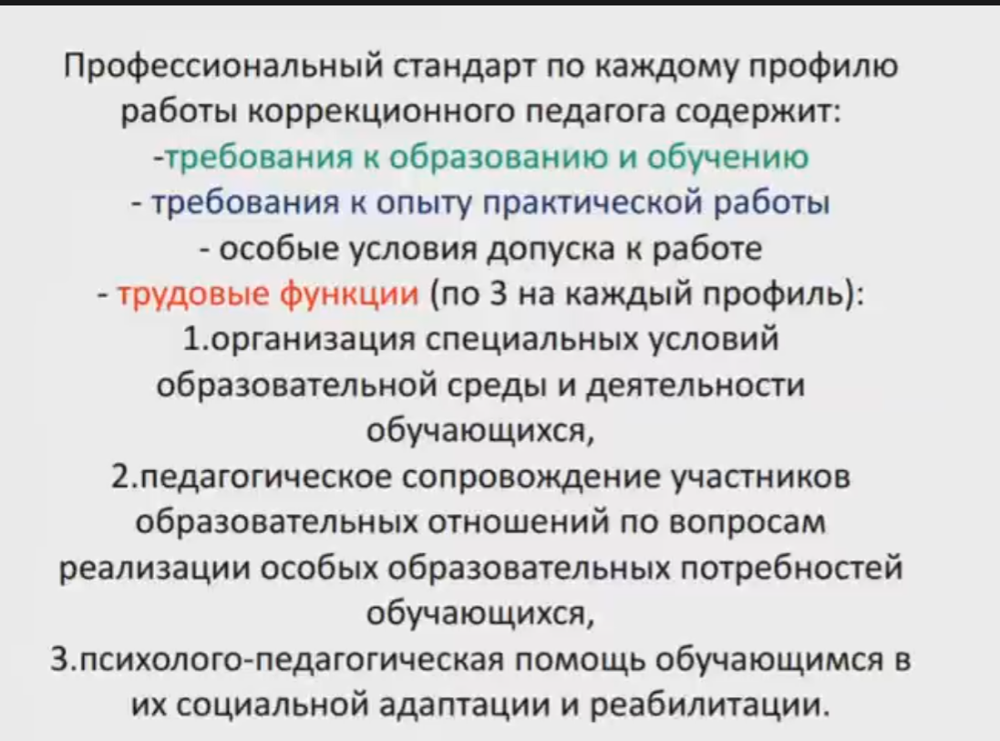 Профессиональный стандарт по каждому профилю
работы коррекционного педагога содержит:
-требования к образованию и обучению
- требования к опыту практической работы
- особые условия допуска к работе
- трудовые функции (по 3 на каждый профиль):
1.организация специальных условий
образовательной среды и деятельности
обучающихся,
2.педагогическое сопровождение участников
образовательных отношений по вопросам
реализации особых образовательных потребностей
обучающихся,
3.психолого-педагогическая помощь обучающимся в
их социальной адаптации и реабилитации.